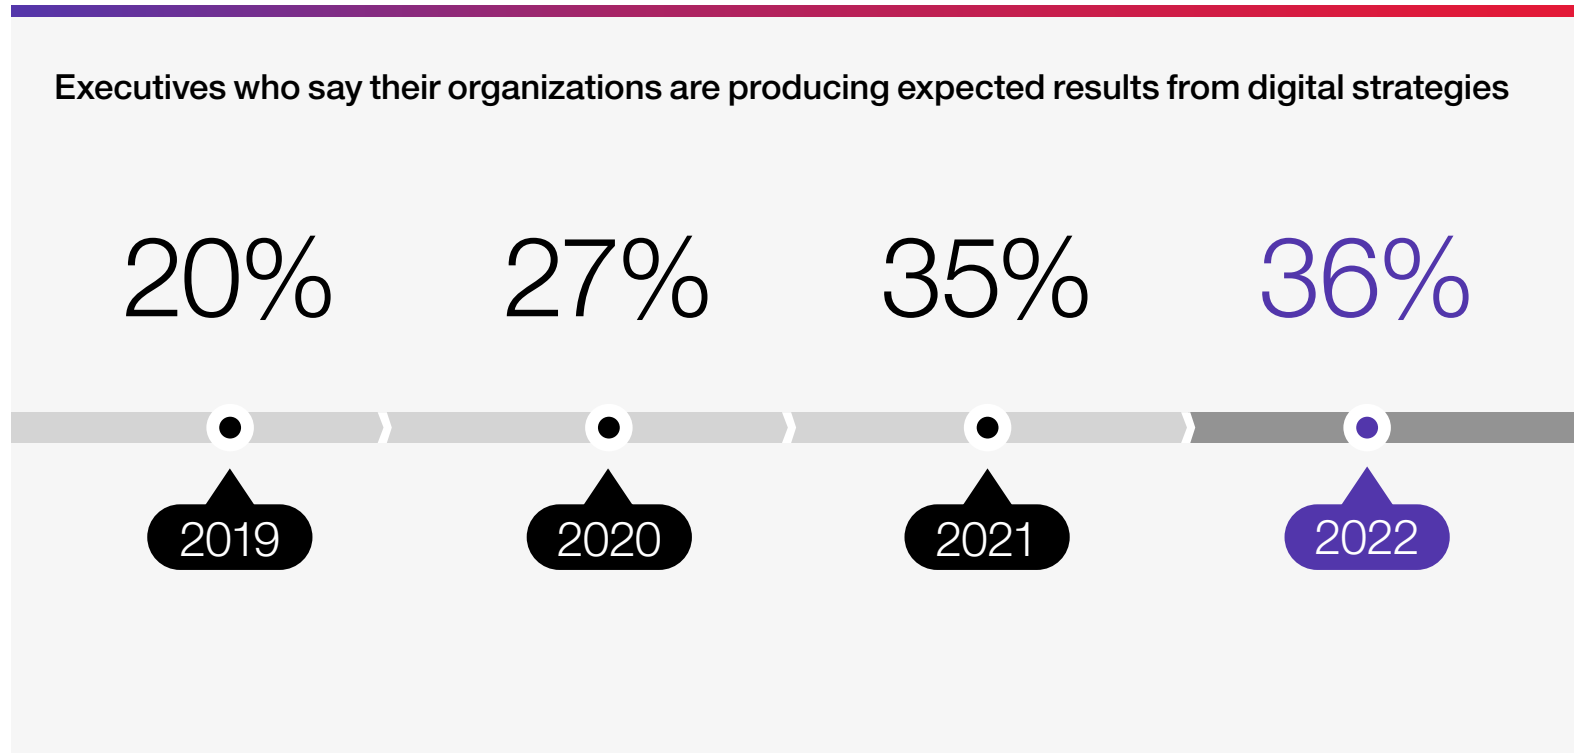 Executives who say their organizations are producing expected results from digital strategies
20% 27% 35% 36%
2019 2020 2021 2022